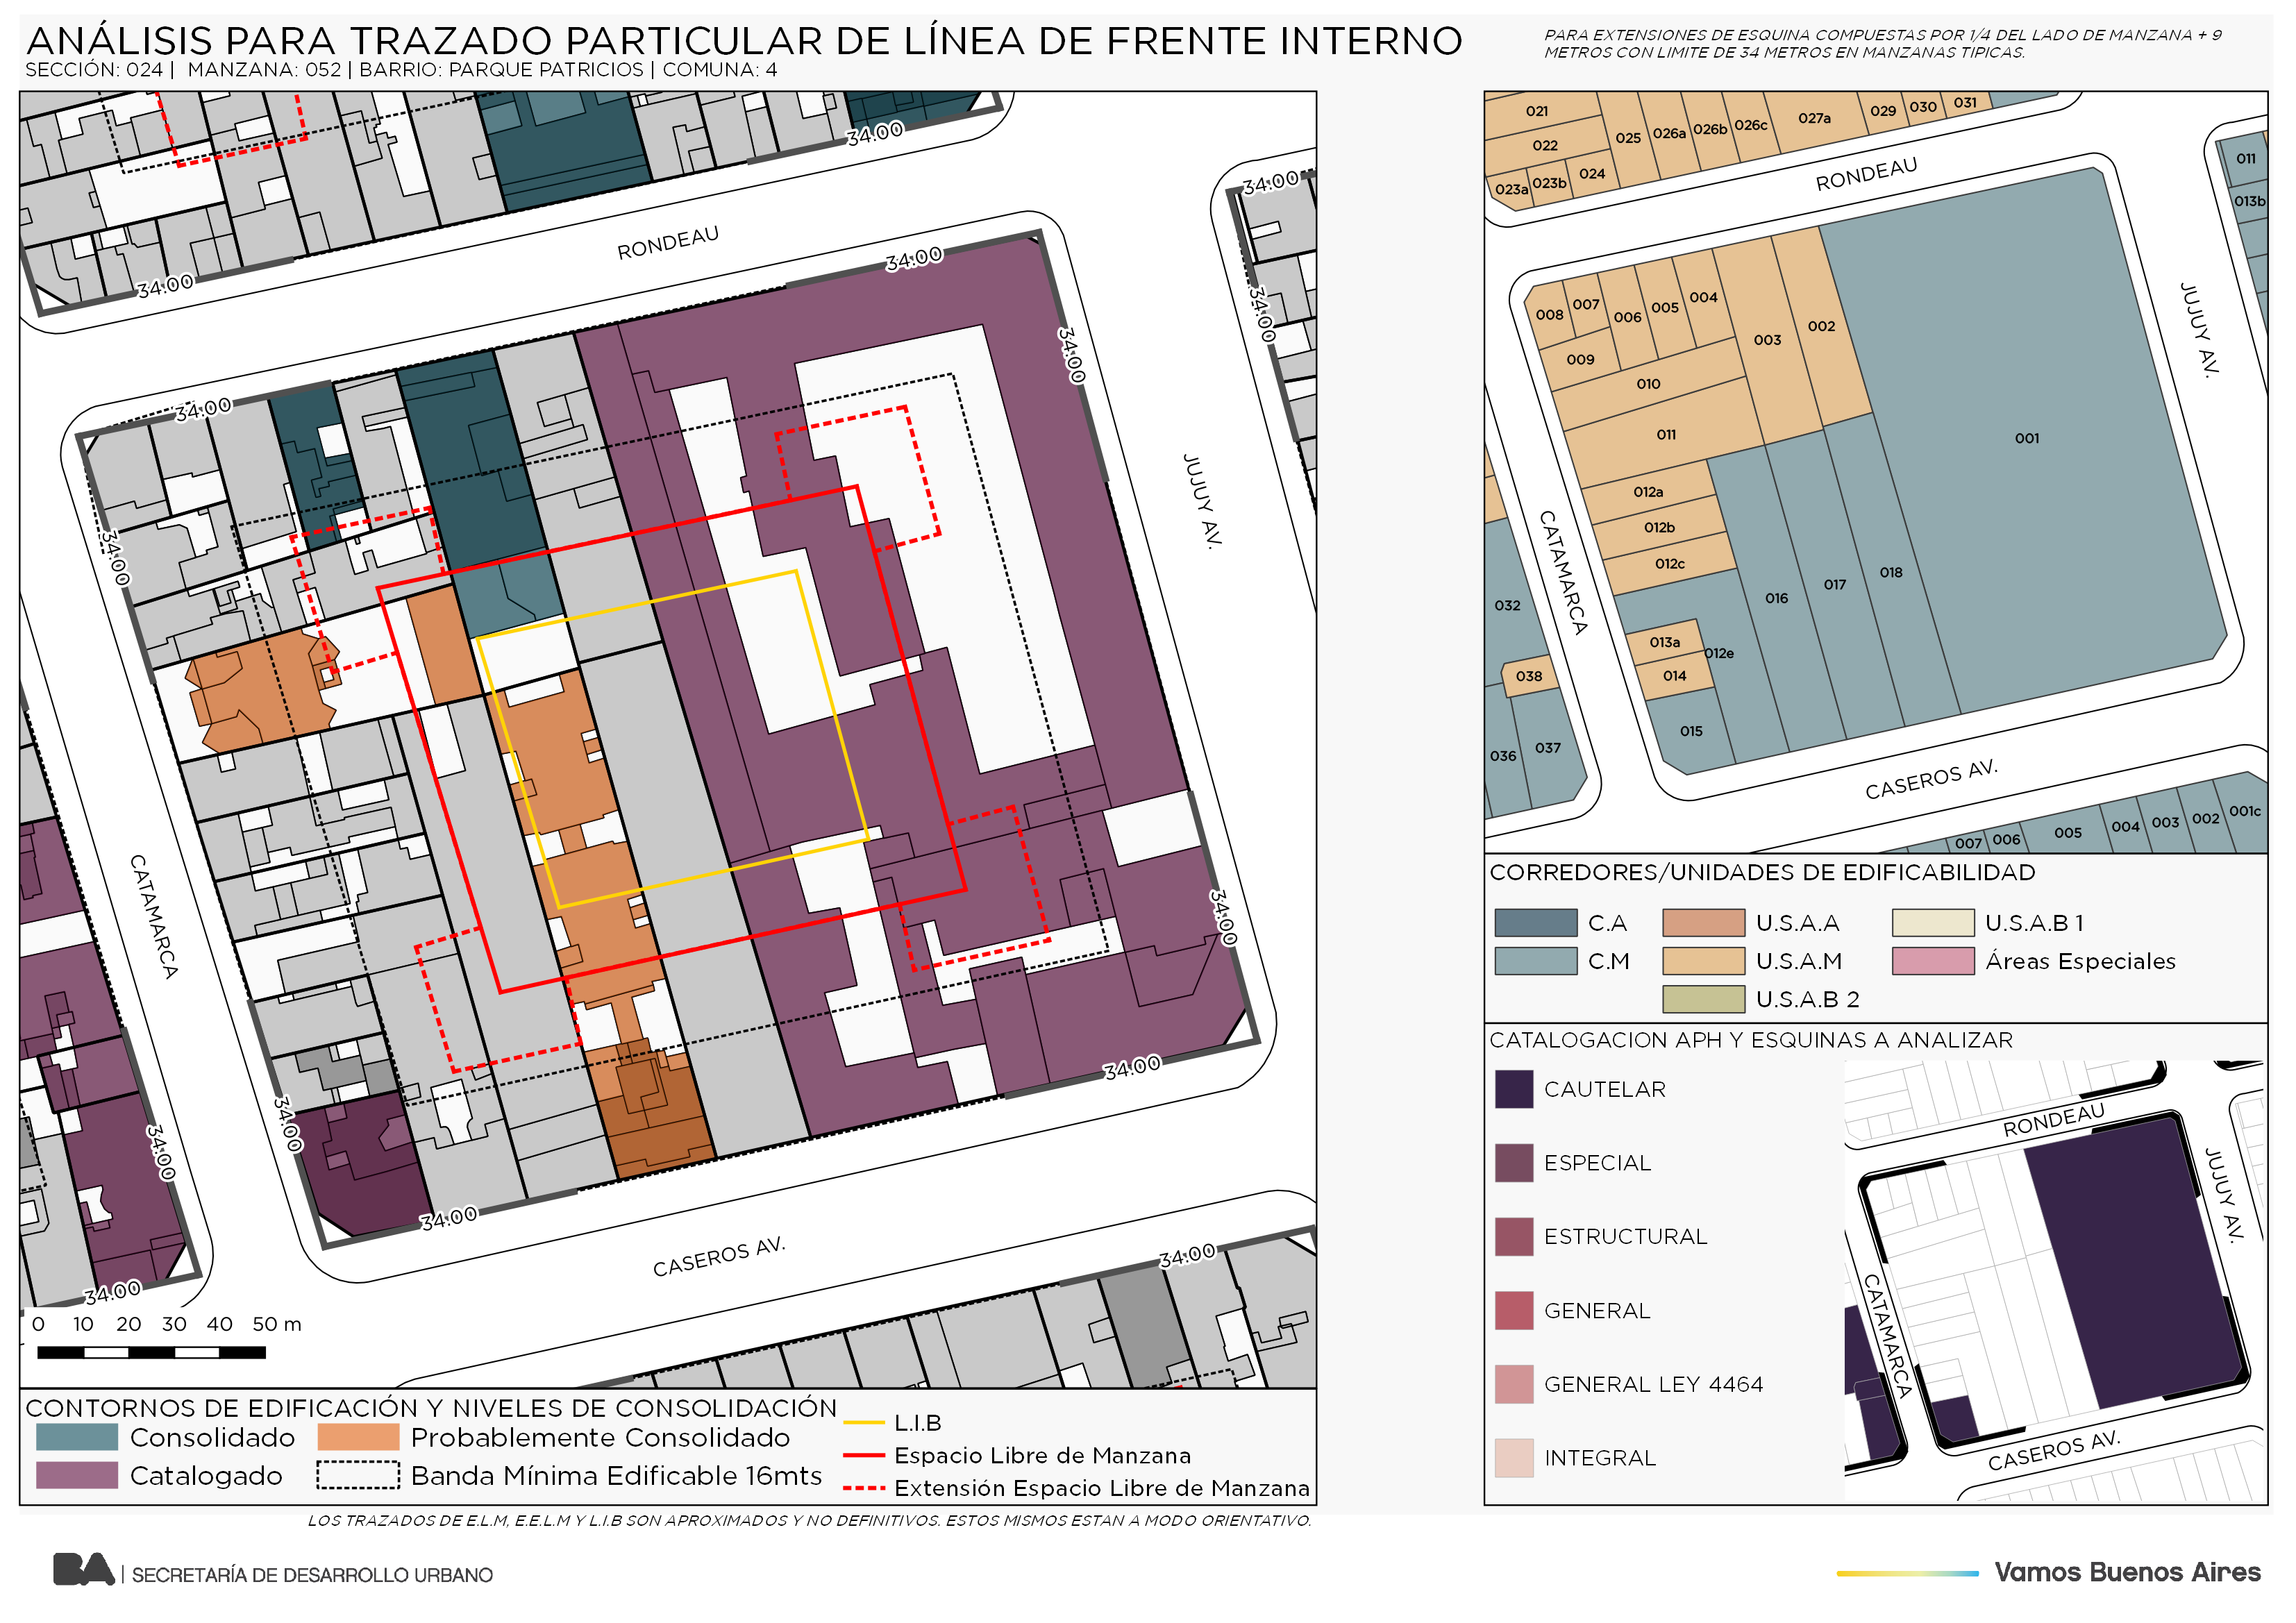 ANÁLISIS PARA TRAZADO PARTICULAR DE LÍNEA DE FRENTE INTERNO
SECCIÓN: 024 | MANZANA: 052 | BARRIO: PARQUE PATRICIOS | COMUNA: 4
PARA EXTENSIONES DE ESQUINA COMPUESTAS POR 1/4 DEL LADO DE MANZANA + 9
METROS CON LIMITE DE 34 METROS EN MANZANAS TIPICAS.
34.00
34.00
34.00
34.00
RONDEAU
34.00
34.00
34.00
34.00
JUJUY AV.
CATAMARCA
34.00
34.00
34.00
34.00
34.00
34.00
34.00
CASEROS AV.
34.00
0 10 20 30 40 50 m
CONTORNOS DE EDIFICACIÓN Y NIVELES DE CONSOLIDACIÓN
Consolidado
Probablemente Consolidado
Catalogado
Banda Mínima Edificable 16mts
L.I.B
Espacio Libre de Manzana
Extensión Espacio Libre de Manzana
LOS TRAZADOS DE E.L.M, E.E.L.M Y L.I.B SON APROXIMADOS Y NO DEFINITIVOS. ESTOS MISMOS ESTAN A MODO ORIENTATIVO.
021
022
023a
023b
024
025
026a
026b
026c
027a
029
030
031
RONDEAU
011
013b
JUJUY AV.
008
007
006
005
004
003
002
009
010
011
001
012a
012b
012c
013a
012e
014
015
016
017
018
CATAMARCA
032
038
036
037
CASEROS AV.
007
006
005
004
003
002
001c
CORREDORES/UNIDADES DE EDIFICABILIDAD
C.A
U.S.A.A
U.S.A.B 1
C.M
U.S.A.M
Áreas Especiales
U.S.A.B 2
CATALOGACION APH Y ESQUINAS A ANALIZAR
CAUTELAR
ESPECIAL
ESTRUCTURAL
GENERAL
GENERAL LEY 4464
INTEGRAL
RONDEAU
JUJUY AV.
CATAMARCA
CASEROS AV.
BA | SECRETARÍA DE DESARROLLO URBANO
Vamos Buenos Aires